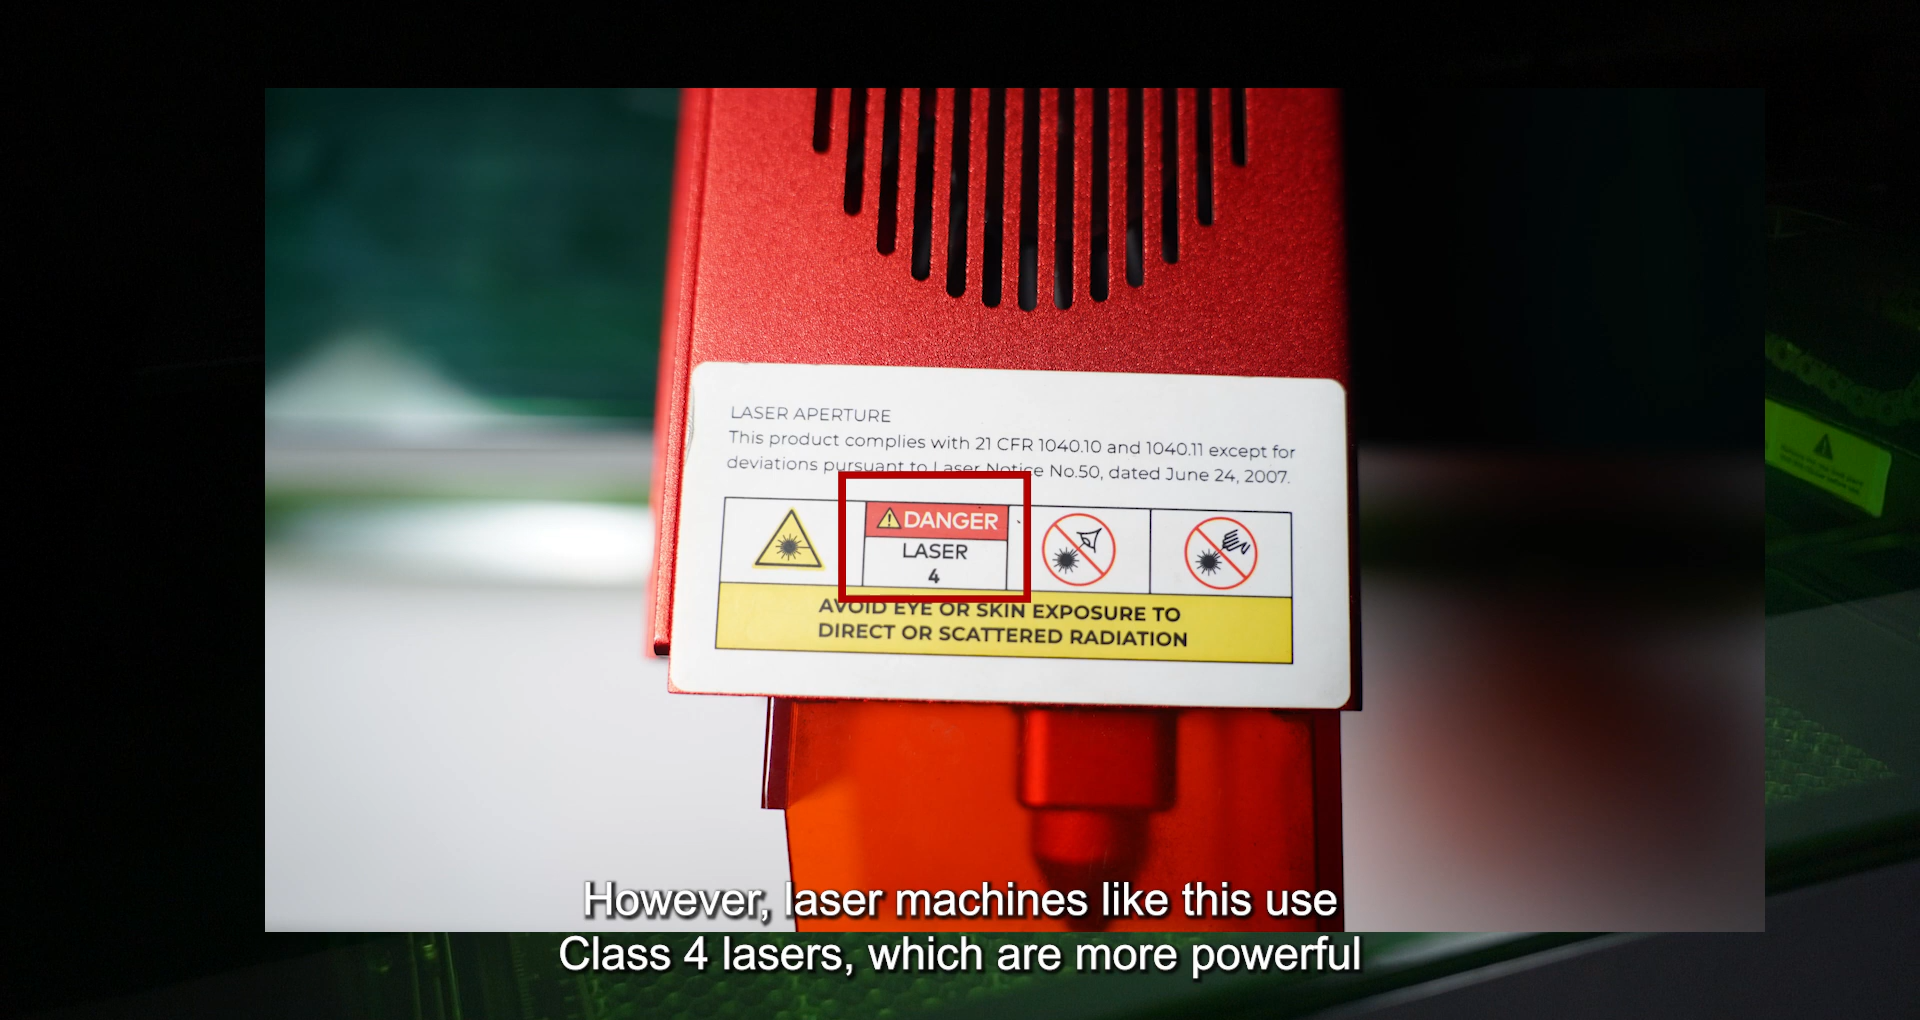 LASER APERTURE
This product complies with 21 CFR 1040.10 and 1040.11 except for
deviations pursuant to Laser Notice No.50, dated June 24, 2007.
DANGER
LASER
4
AVOID EYE OR SKIN EXPOSURE TO
DIRECT OR SCATTERED RADIATION
However, laser machines like this use
Class 4 lasers, which are more powerful